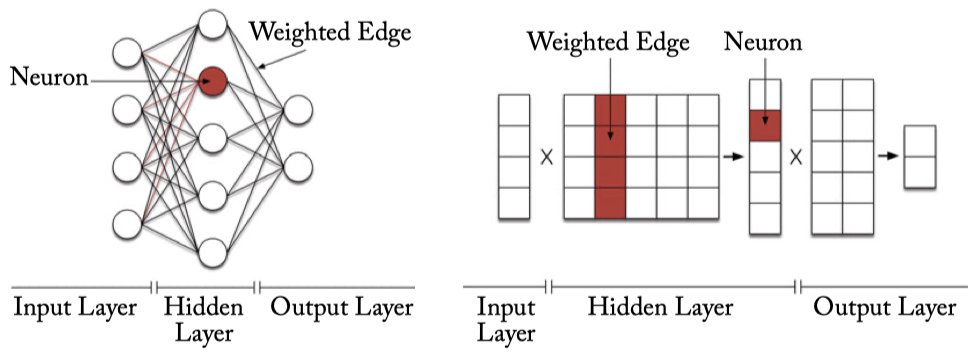 Weighted Edge
Neuron
Input Layer
Hidden
Layer
Output Layer
Weighted Edge
Neuron
X
X
Input
Layer
Hidden Layer
Output Layer